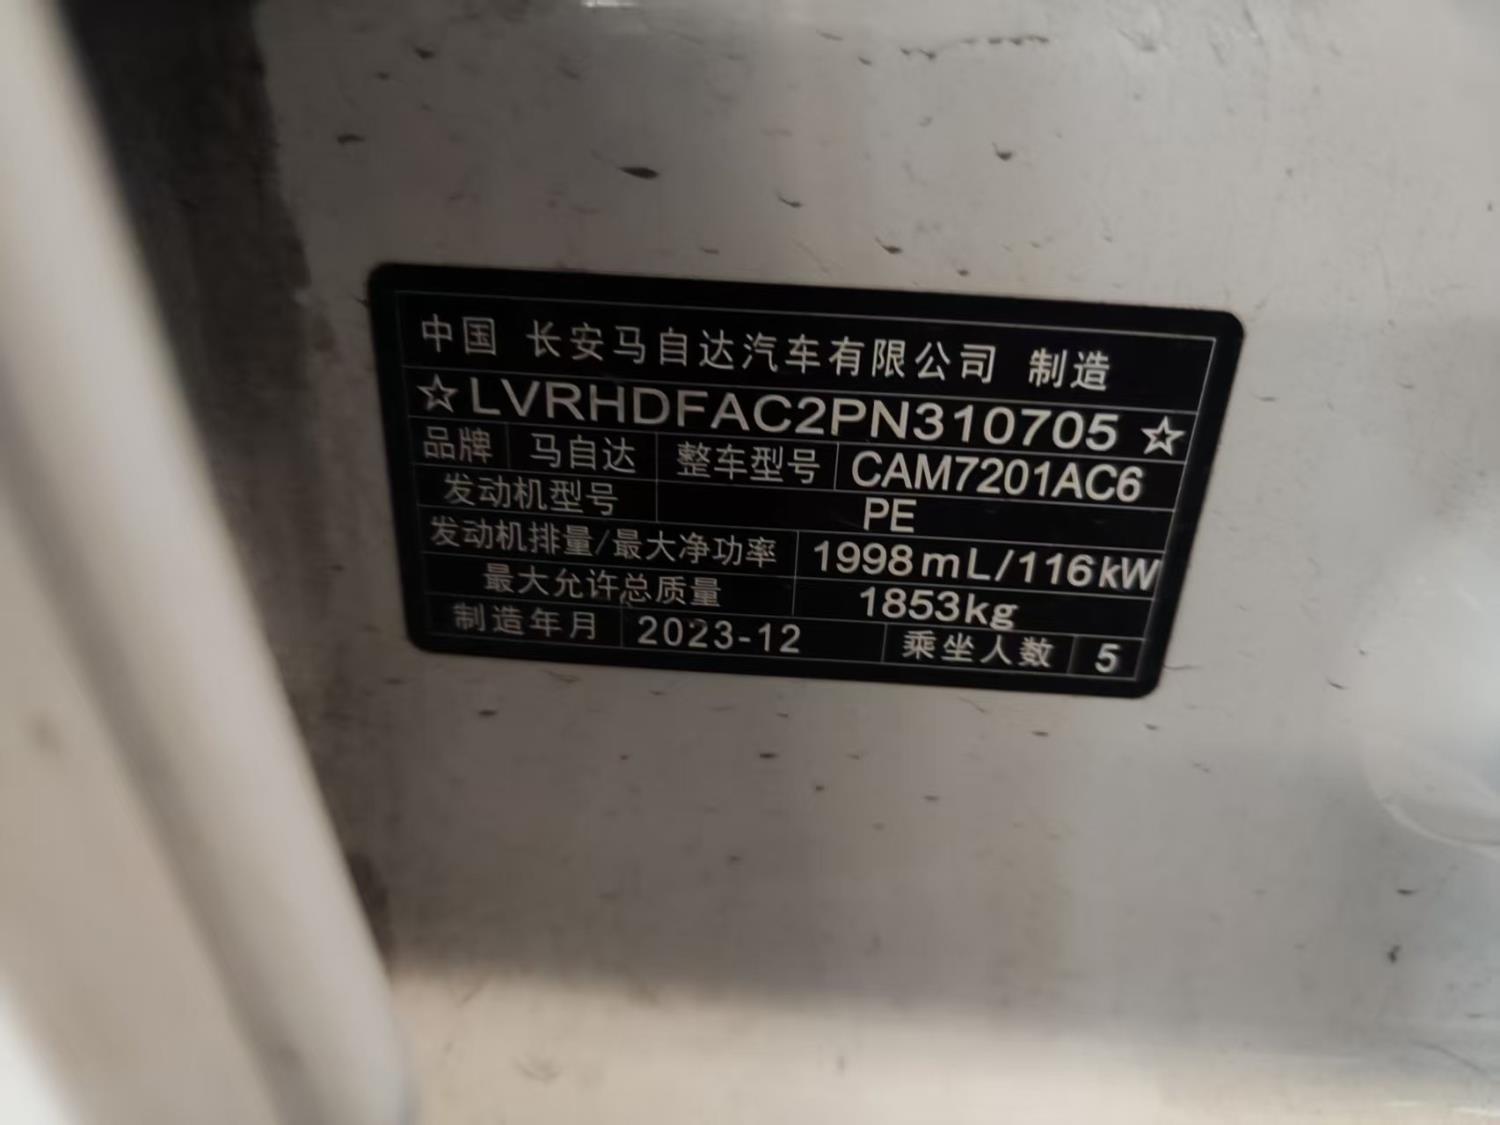 中国 长安马自达汽车有限公司 制造
☆LVRHDFAC2PN310705☆
品牌 马自达 整车型号 CAM7201AC6
发动机型号 PE
发动机排量/最大净功率 1998mL/116kW
最大允许总质量 1853kg
制造年月 2023-12 乘坐人数 5